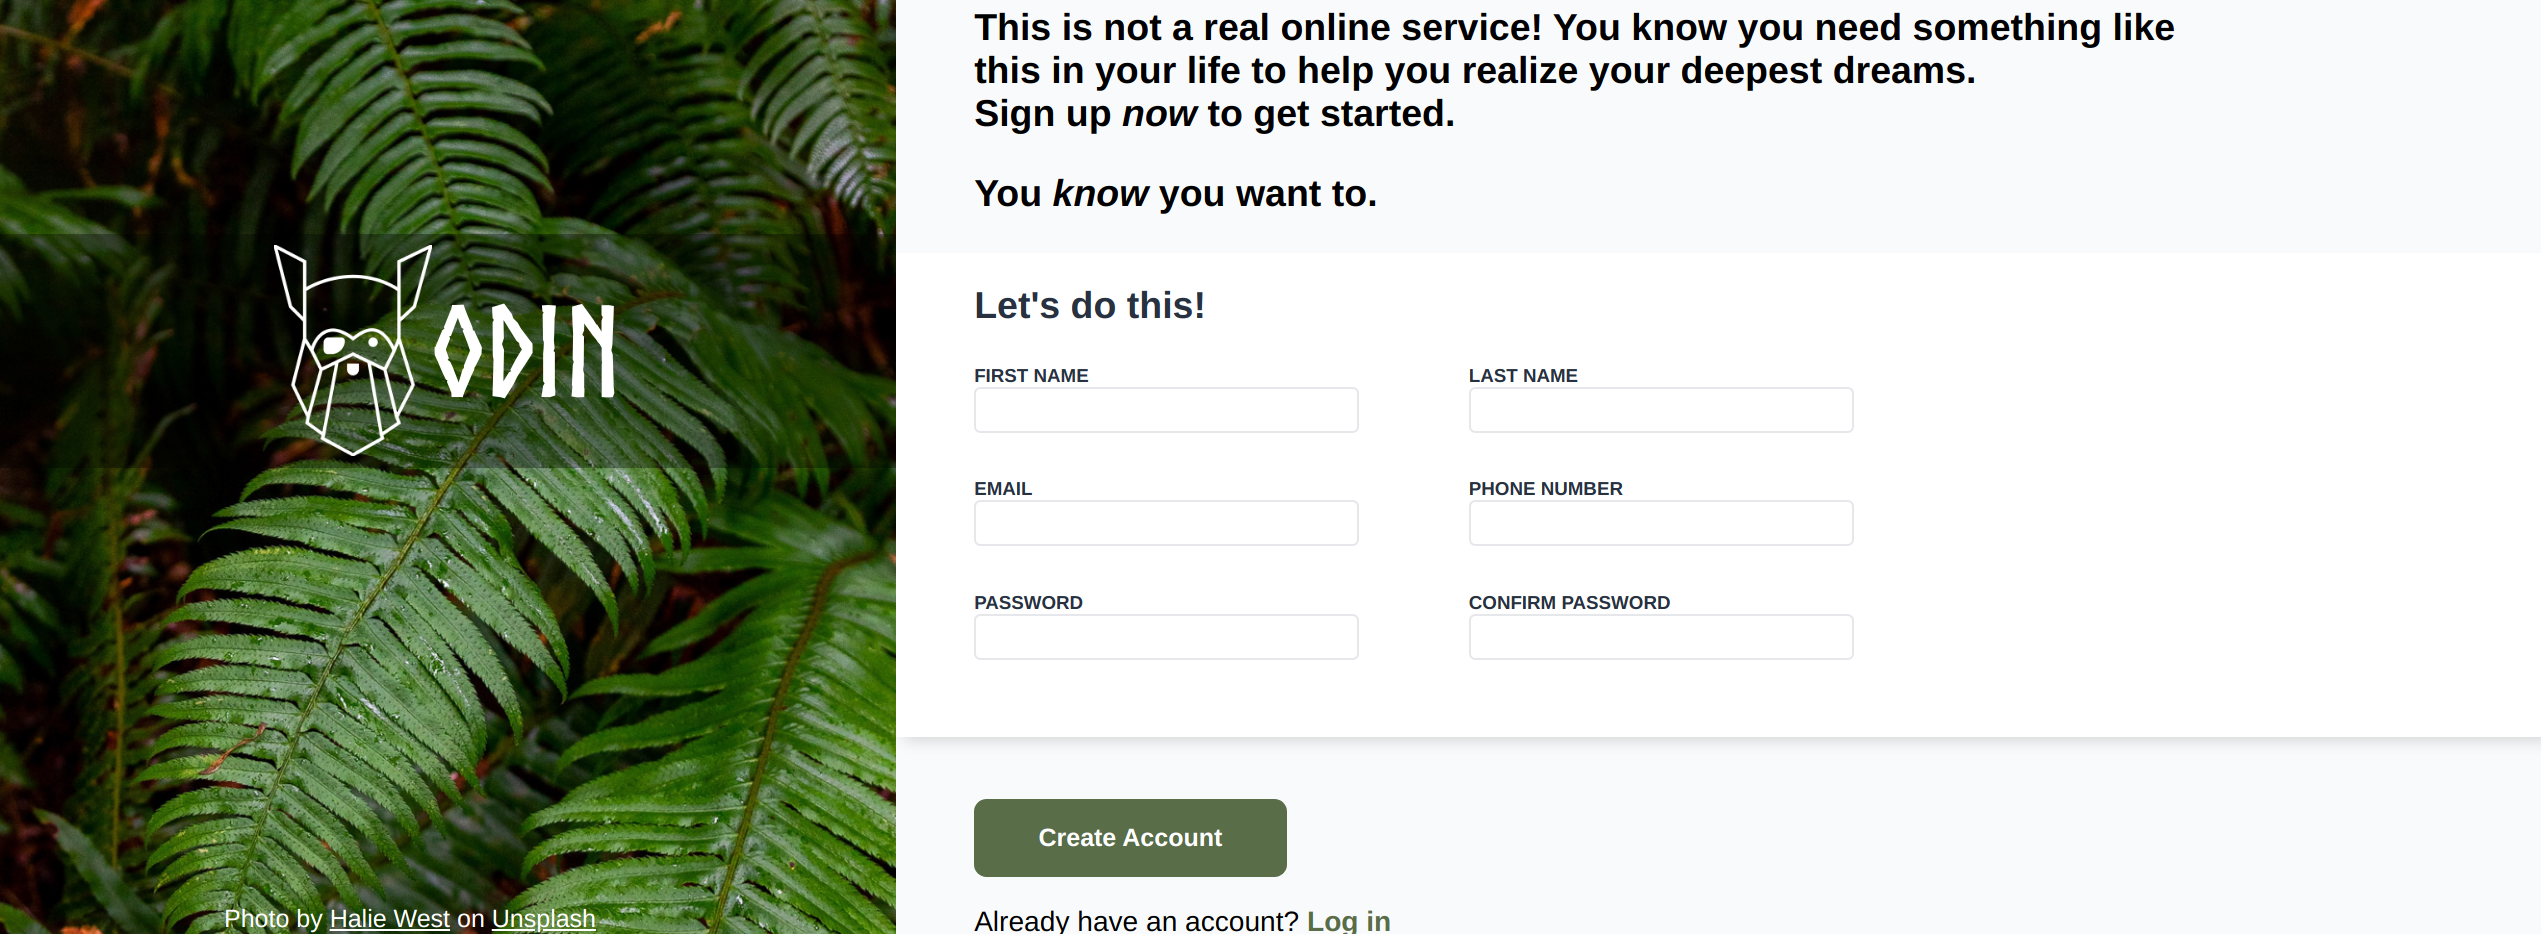 This is not a real online service! You know you need something like
this in your life to help you realize your deepest dreams.
Sign up now to get started.
You know you want to.
ODIN
Let's do this!
FIRST NAME
LAST NAME
EMAIL
PHONE NUMBER
PASSWORD
CONFIRM PASSWORD
Create Account
Already have an account? Log in
Photo by Halie West on Unsplash